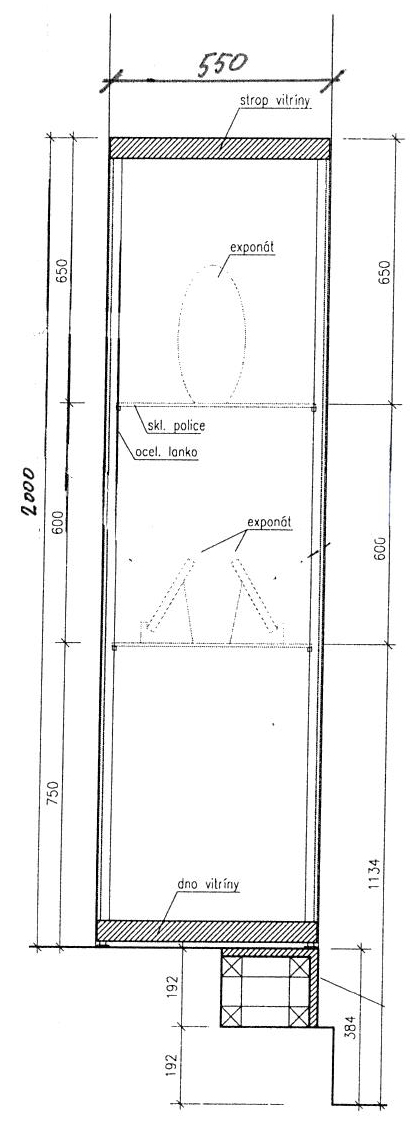 550
strop vitríny
650
exponát
650
skl. police
ocel. lanko
2000
600
exponát
600
750
dno vitríny
1134
192
384
192